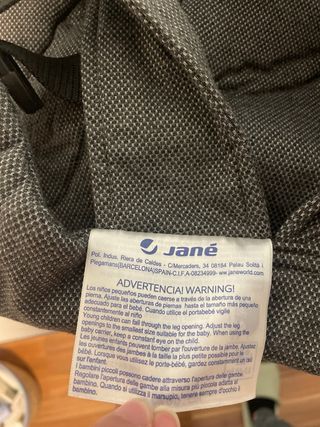 Jané
Pol. Indus. Riera de Caldes - C/Mercaders, 34 08184 Palau Solità i
Plegamans(BARCELONA)SPAIN-C.I.F.A-08234999- www.janeworld.com
ADVERTENCIA! WARNING!
Los niños pequeños pueden caerse a través de la abertura de una
pierna. Ajuste las aberturas de piernas hasta el tamaño más pequeño
adecuado para el bebé. Cuando utilice el portabebé vigile
constantemente al niño
Young children can fall through the leg opening. Adjust the leg
openings to the smallest size suitable for the baby. When using the
baby carrier, keep a constant eye on the child.
Les jeunes enfants peuvent tomber par l'ouverture de la jambe. Ajustez
les ouvertures des jambes à la taille la plus petite possible pour le
bébé. Lorsque vous utilisez le porte-bébé, gardez constamment un oeil
sur l'enfant.
I bambini piccoli possono cadere attraverso l'apertura delle gambe.
Regolare l'apertura delle gambe alla misura più piccola adatta al
bambino. Quando si utilizza il marsupio, tenere sempre d'occhio il
bambino.